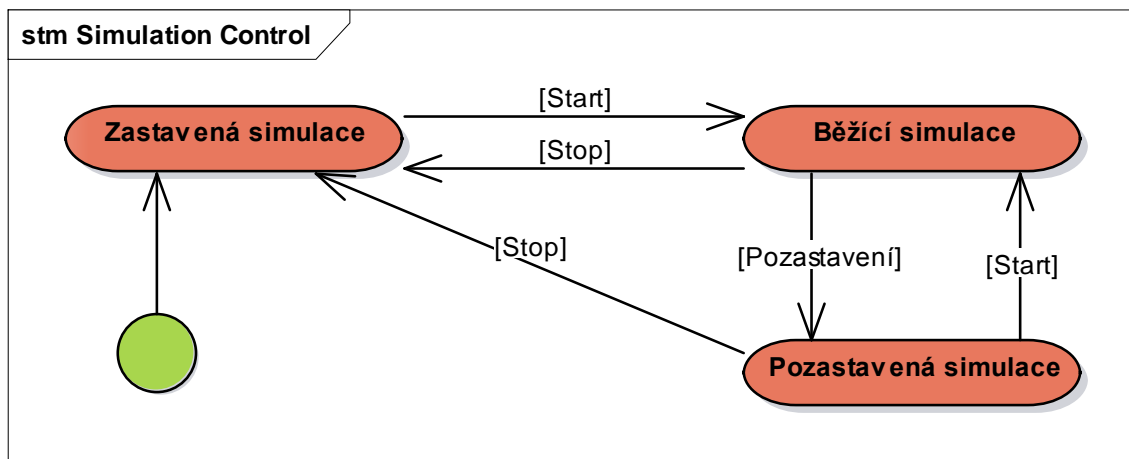 stm Simulation Control
[Start]
Zastavená simulace
Běžící simulace
[Stop]
[Stop]
[Pozastavení]
[Start]
Pozastavená simulace